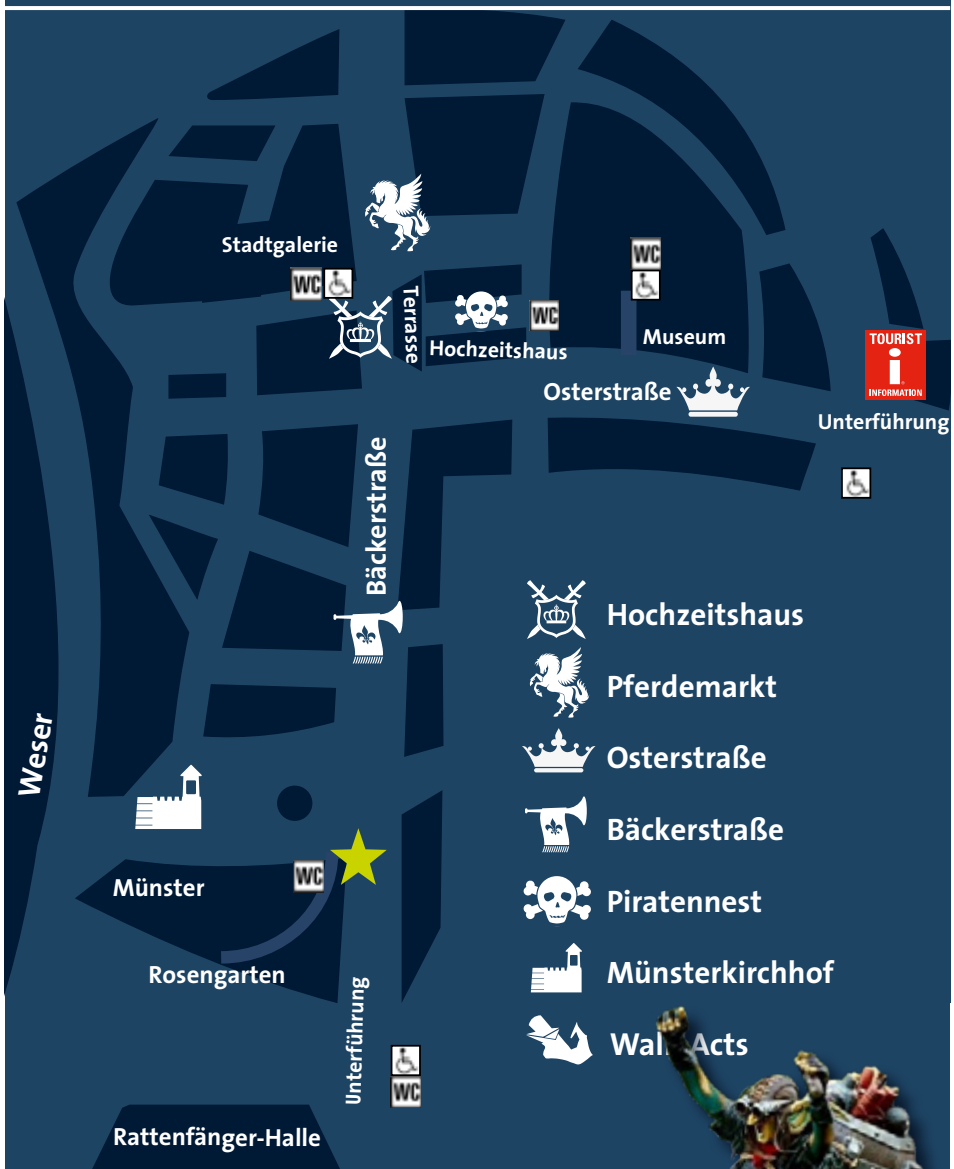 Stadtgalerie
WC
WC
Terrasse
Hochzeitshaus
WC
Museum
TOURIST
i
INFORMATION
Osterstraße
Unterführung
Bäckerstraße
Hochzeitshaus
Pferdemarkt
Osterstraße
Bäckerstraße
Piratennest
Münsterkirchhof
Acts
Weser
Münster
WC
Rosengarten
Unterführung
WC
Rattenfänger-Halle